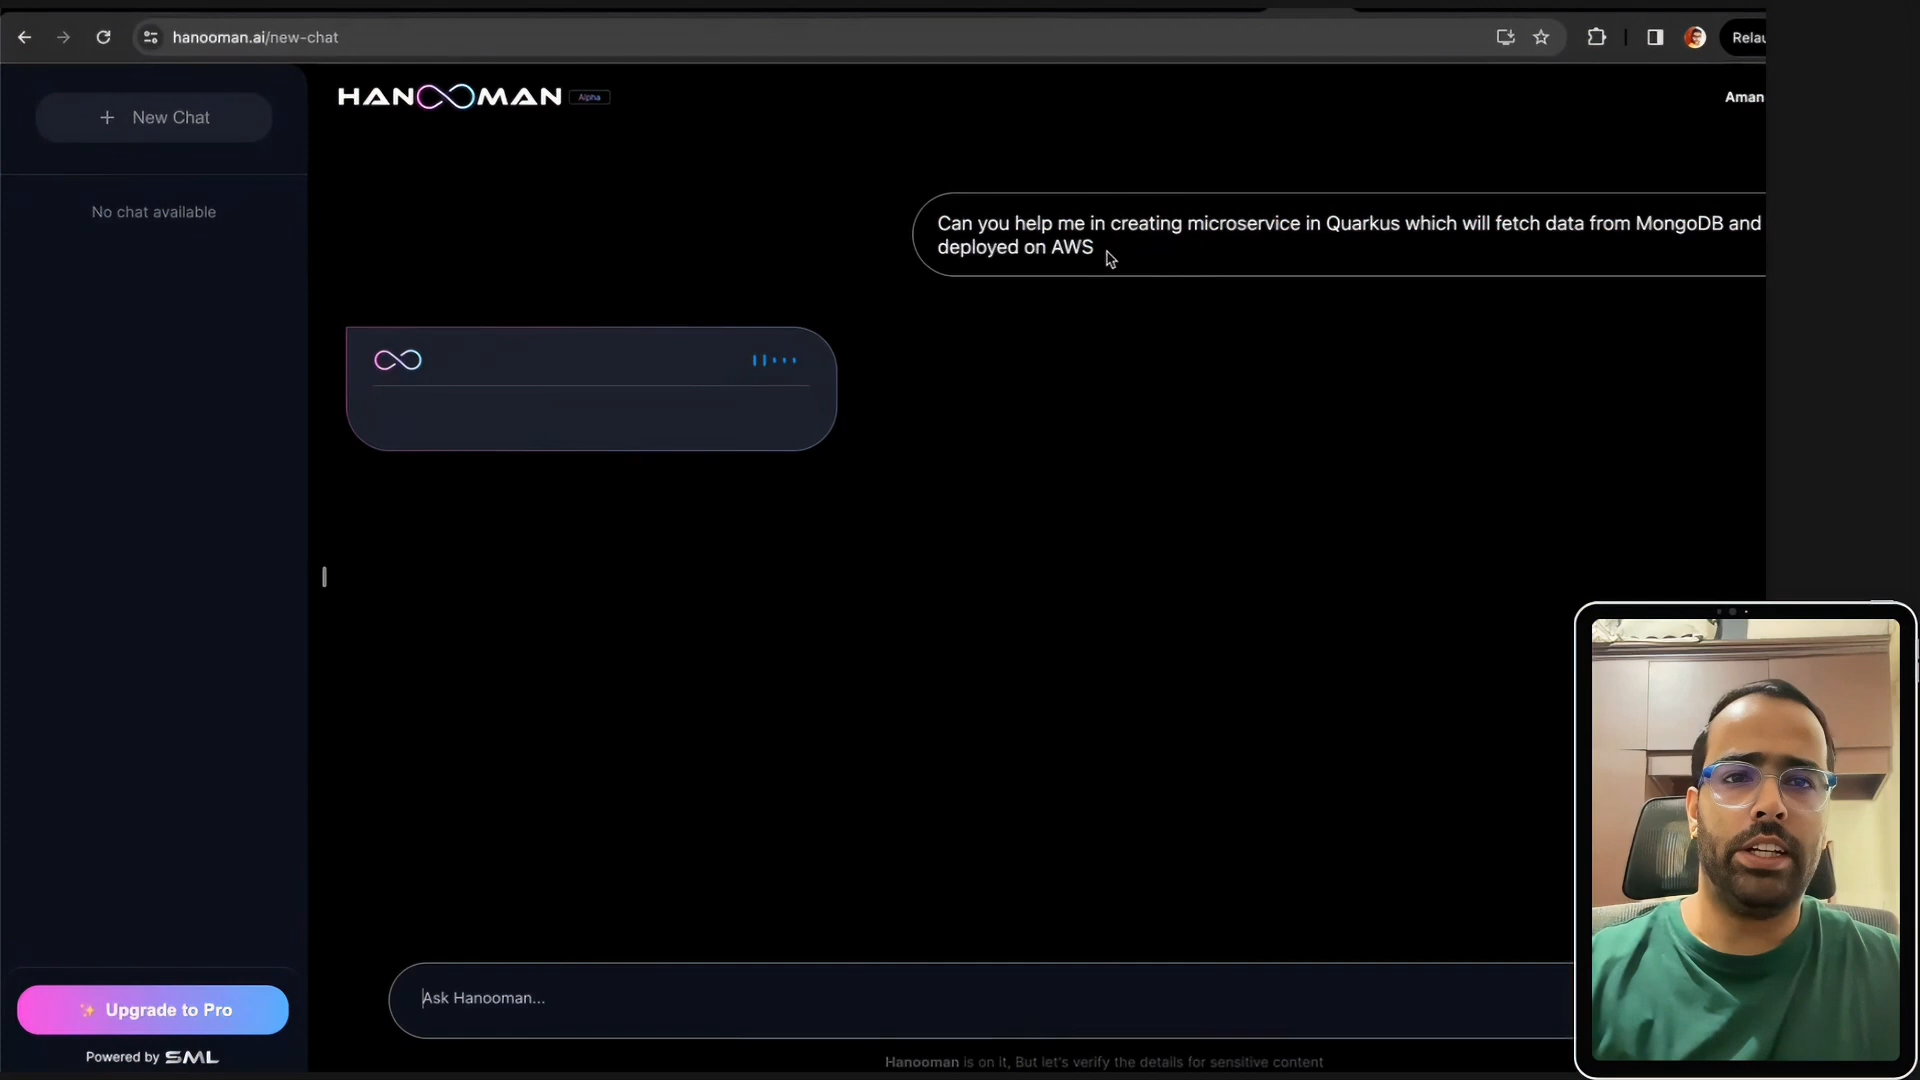 hanooman.ai/new-chat
Relau
New Chat
HANOOMAN Alpha
Aman
No chat available
Can you help me in creating microservice in Quarkus which will fetch data from MongoDB and
deployed on AWS
Ask Hanooman...
Upgrade to Pro
Powered by SML
Hanooman is on it, But let's verify the details for sensitive content